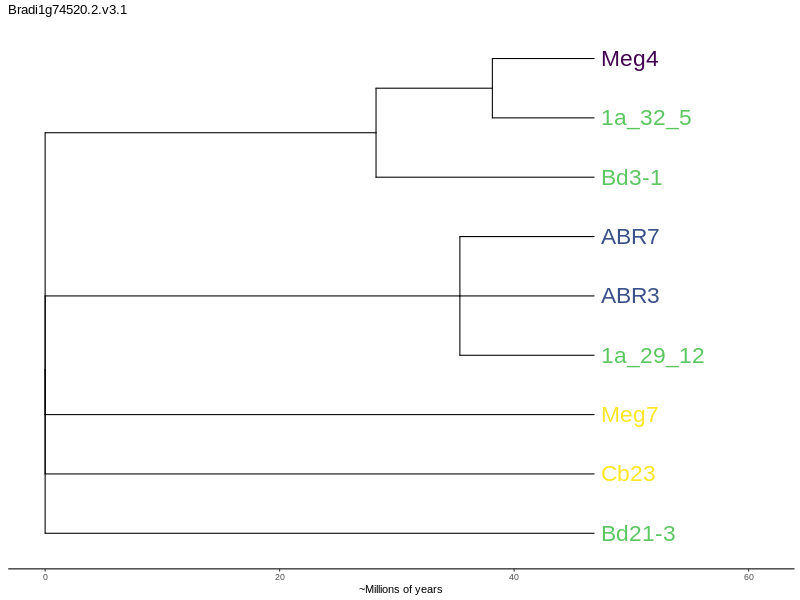 Bradi1g74520.2.v3.1
Meg4
1a_32_5
Bd3-1
ABR7
ABR3
1a_29_12
Meg7
Cb23
Bd21-3
0 20 40 60
~Millions of years